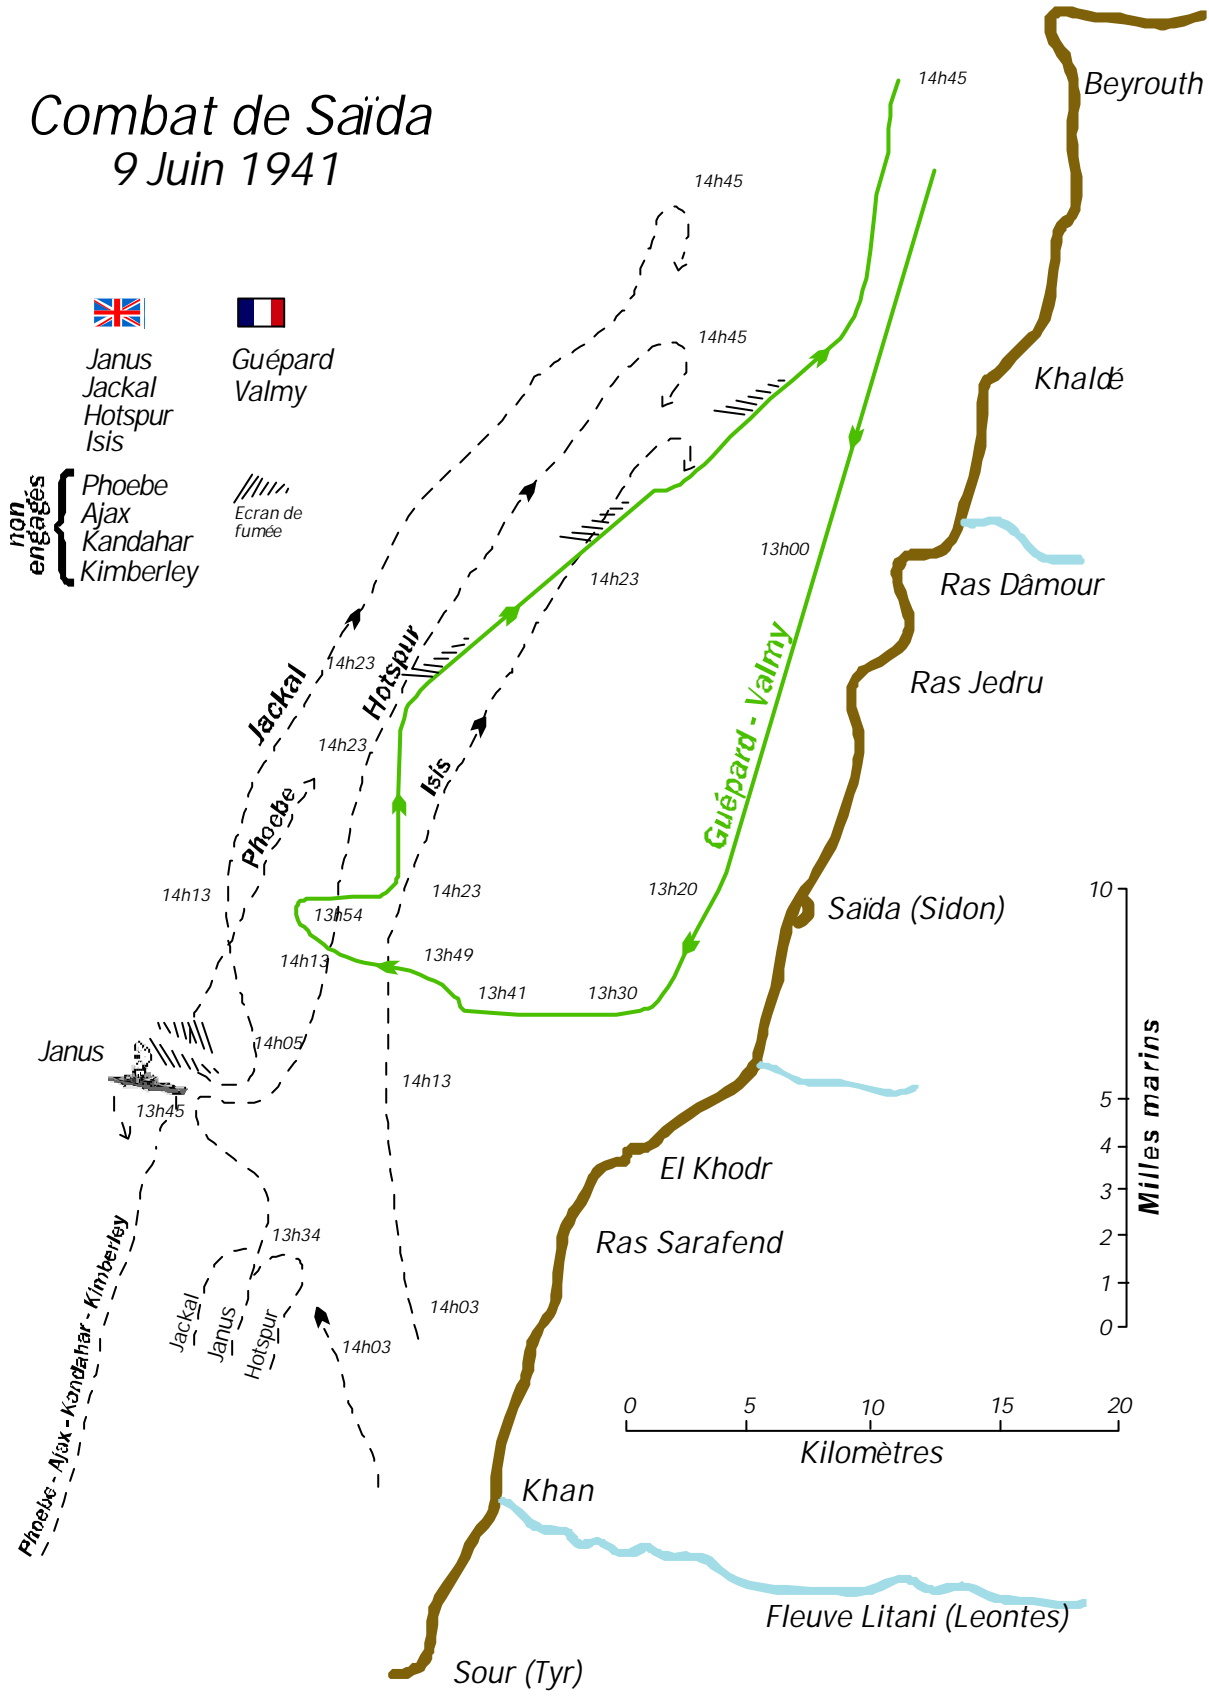 Combat de Saïda
9 Juin 1941
Janus
Jackal
Hotspur
Isis
Guépard
Valmy
non
engagés
Phoebe
Ajax
Kandahar
Kimberley
Ecran de
fumée
Beyrouth
Khaldé
Ras Dâmour
Ras Jedru
Saïda (Sidon)
El Khodr
Ras Sarafend
Khan
Fleuve Litani (Leontes)
Sour (Tyr)
14h45
14h45
14h45
13h00
14h23
14h23
14h23
Jackal
Hotspur
Isis
Phoebe
Guépard - Valmy
14h13
13h54
14h23
13h20
14h13
13h49
13h41
13h30
14h05
14h13
Janus
13h45
13h34
Jackal
Janus
Hotspur
14h03
14h03
Phoebe - Ajax - Kandahar - Kimberley
10
5
4
3
2
1
0
Milles marins
0
5
10
15
20
Kilomètres